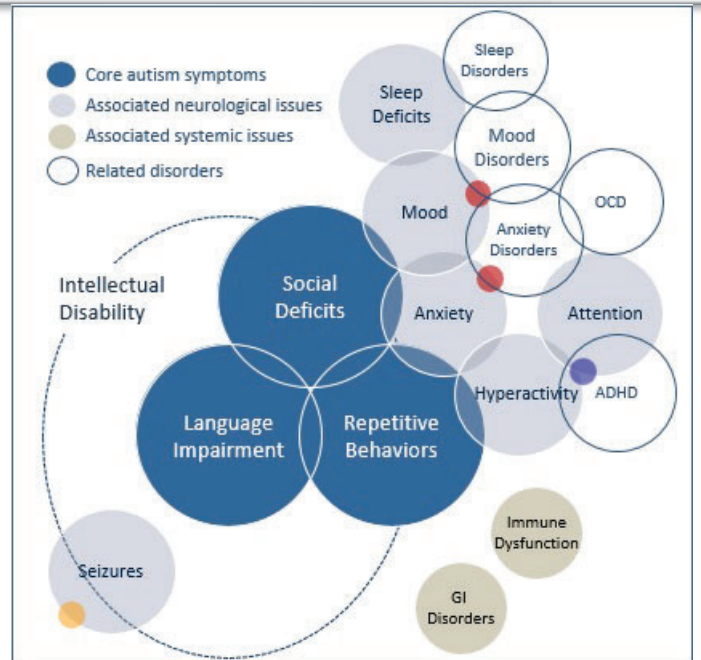 Core autism symptoms
Associated neurological issues
Associated systemic issues
Related disorders
Sleep
Disorders
Sleep
Deficits
Mood
Disorders
Mood
OCD
Anxiety
Disorders
Intellectual
Disability
Social
Deficits
Anxiety
Attention
Hyperactivity
ADHD
Language
Impairment
Repetitive
Behaviors
Immune
Dysfunction
Seizures
GI
Disorders